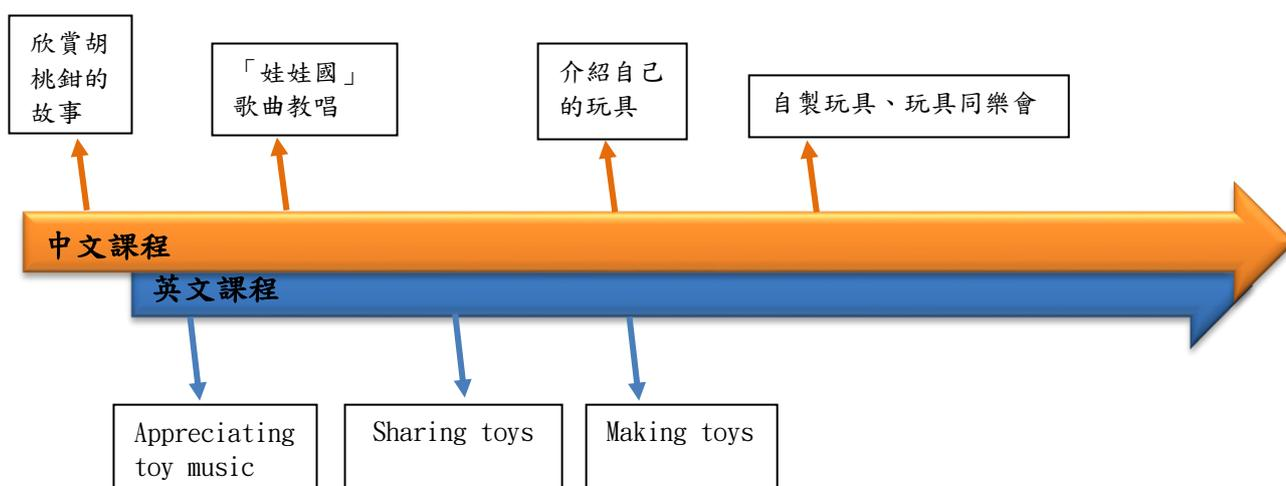 欣賞胡
桃鉗的
故事
「娃娃國」
歌曲教唱
介紹自己
的玩具
自製玩具、玩具同樂會
中文課程
英文課程
Appreciating
toy music
Sharing toys
Making toys